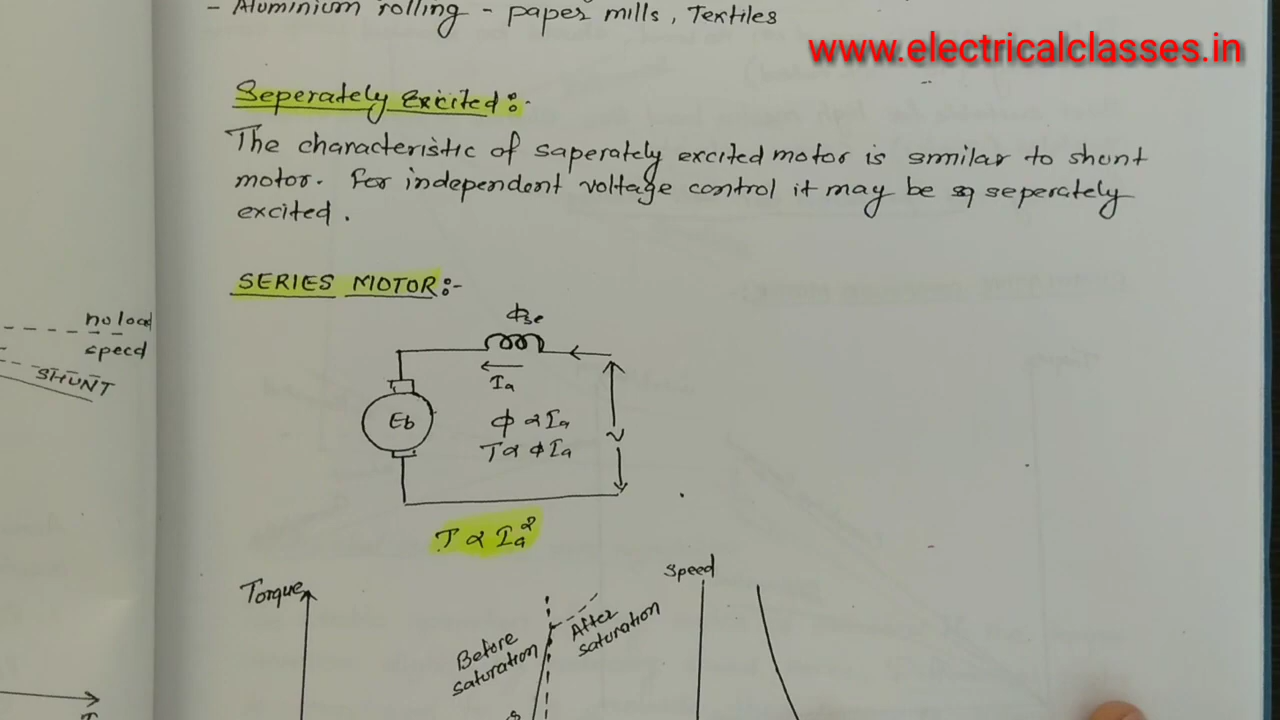 - Aluminium rolling - paper mills, Textiles
www.electricalclasses.in
Seperately Excited:-
The characteristic of saperately excited motor is smilar to shunt
motor. For independent voltage control it may be seperately
excited.
SERIES MOTOR:-
no load
speed
SHUNT
Φse
Ia
Eb
Φ ∝ Ia
T ∝ Φ Ia
V
T ∝ Ia²
Torque
Before
saturation
After
saturation
Speed